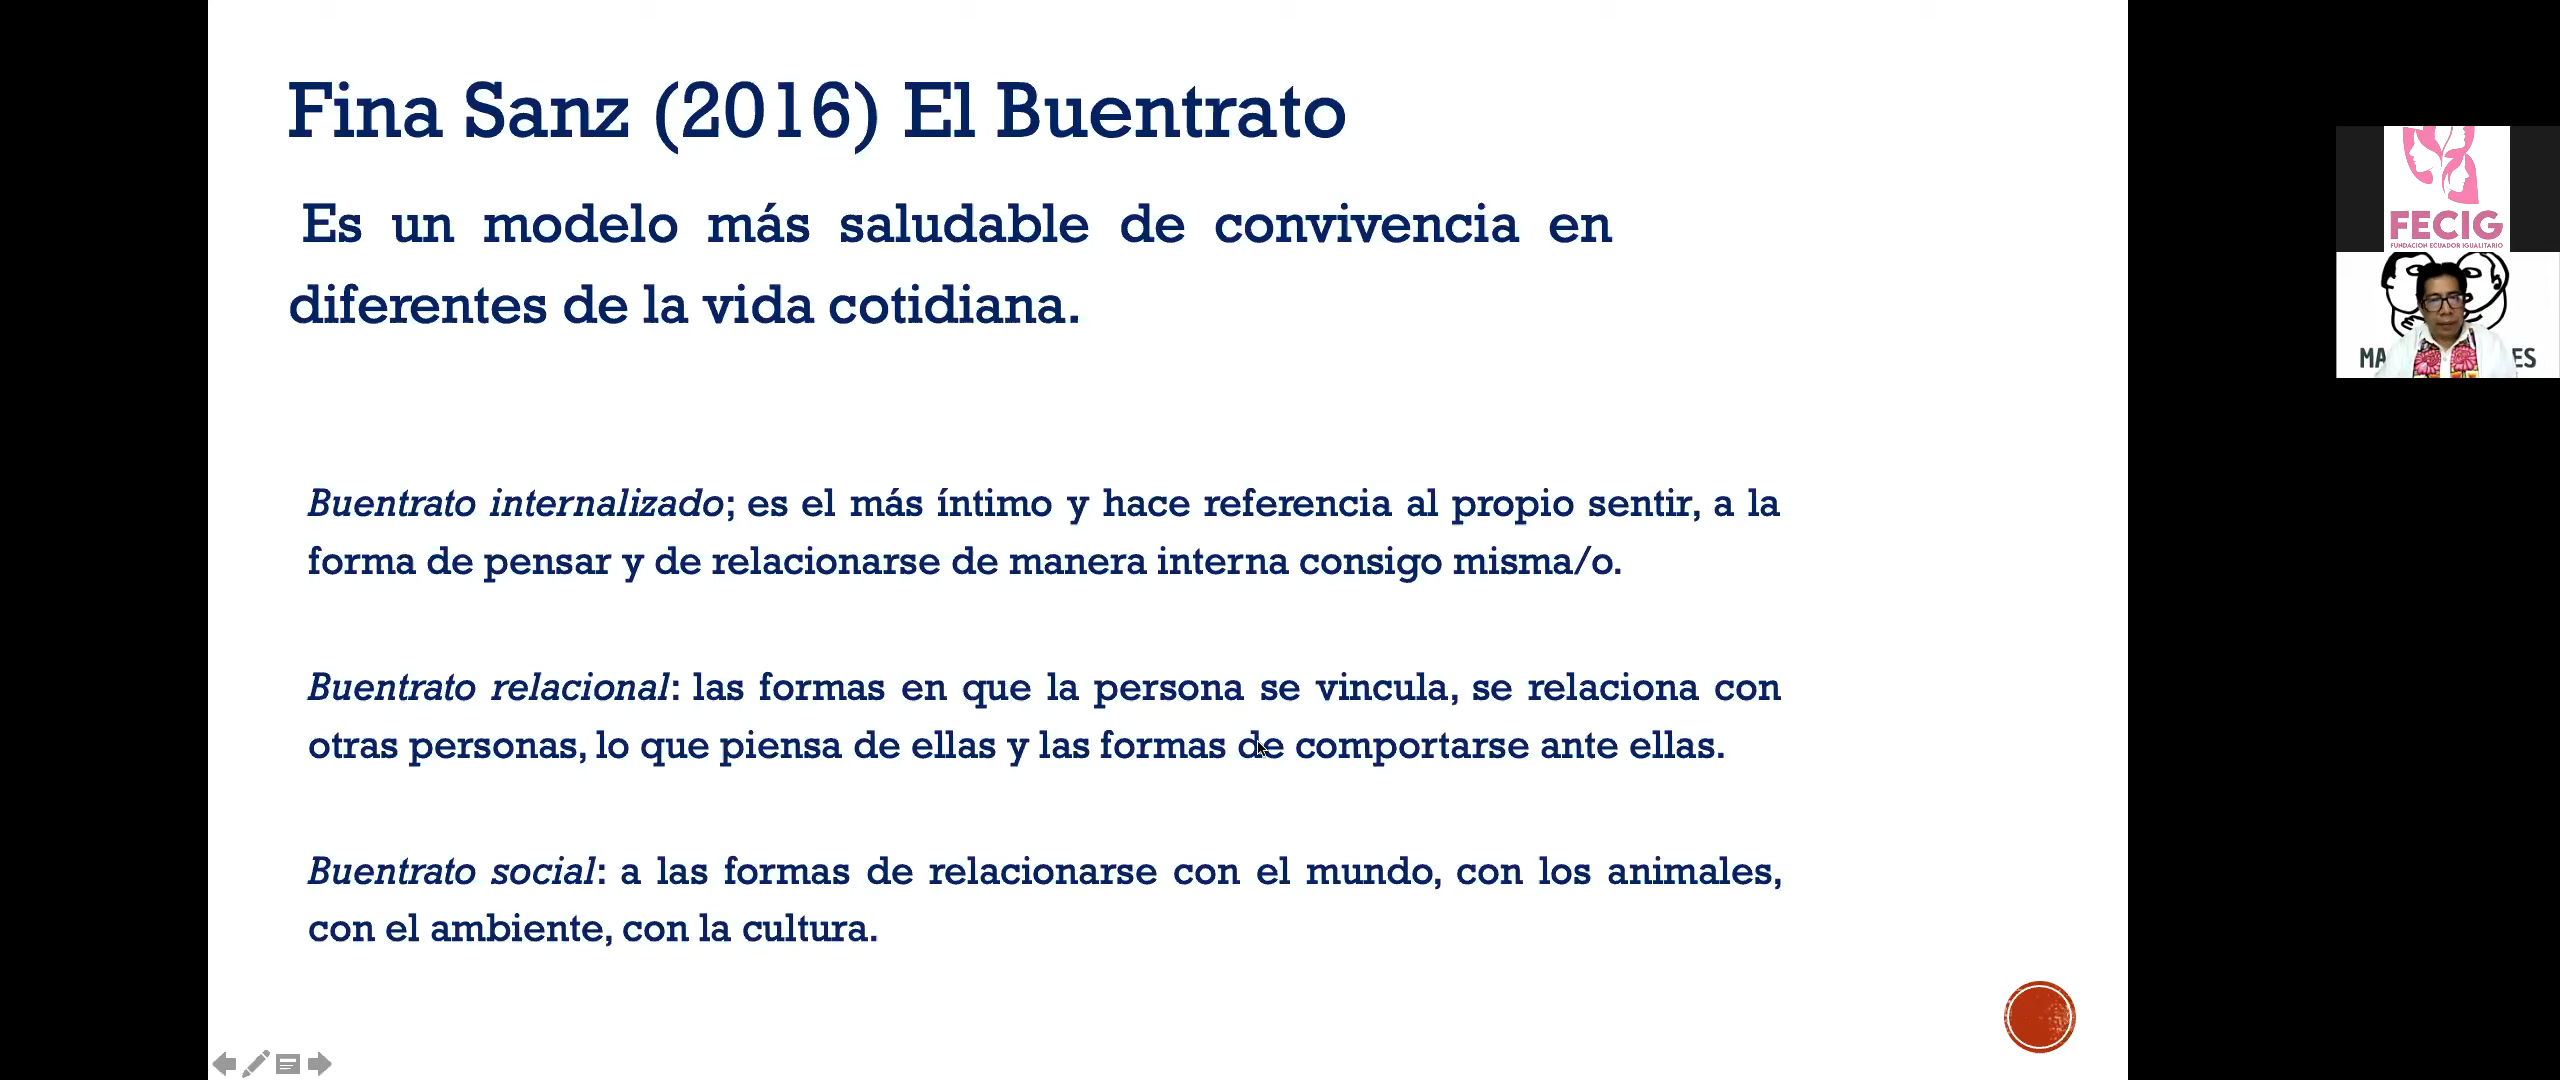 Fina Sanz (2016) El Buentrato
Es un modelo más saludable de convivencia en
diferentes de la vida cotidiana.
Buentrato internalizado; es el más íntimo y hace referencia al propio sentir, a la
forma de pensar y de relacionarse de manera interna consigo misma/o.
Buentrato relacional: las formas en que la persona se vincula, se relaciona con
otras personas, lo que piensa de ellas y las formas de comportarse ante ellas.
Buentrato social: a las formas de relacionarse con el mundo, con los animales,
con el ambiente, con la cultura.
FECIG
FUNDACION ECUADOR IGUALITARIO